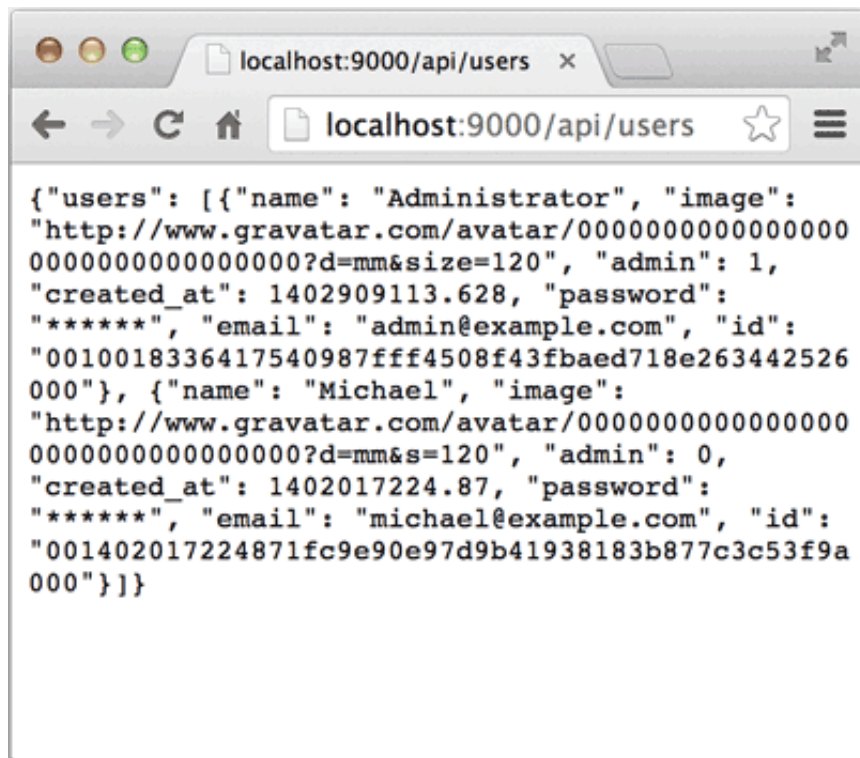 localhost:9000/api/users
localhost:9000/api/users
{"users": [{"name": "Administrator", "image":
"http://www.gravatar.com/avatar/0000000000000000
0000000000000000?d=mm&size=120", "admin": 1,
"created_at": 1402909113.628, "password":
"******", "email": "admin@example.com", "id":
"0010018336417540987fff4508f43fbaed718e263442526
000"}, {"name": "Michael", "image":
"http://www.gravatar.com/avatar/0000000000000000
0000000000000000?d=mm&s=120", "admin": 0,
"created_at": 1402017224.87, "password":
"******", "email": "michael@example.com", "id":
"001402017224871fc9e90e97d9b41938183b877c3c53f9a
000"}]}